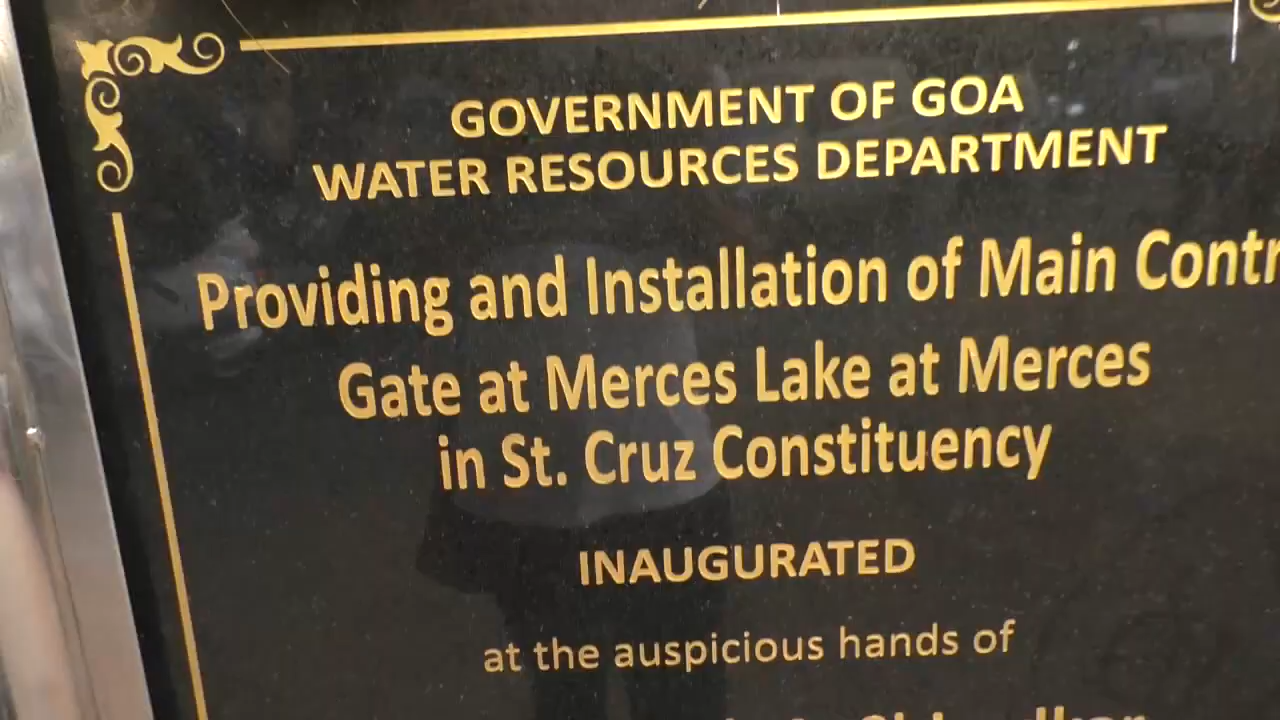 GOVERNMENT OF GOA
WATER RESOURCES DEPARTMENT
Providing and Installation of Main Contr
Gate at Merces Lake at Merces
in St. Cruz Constituency
INAUGURATED
at the auspicious hands of